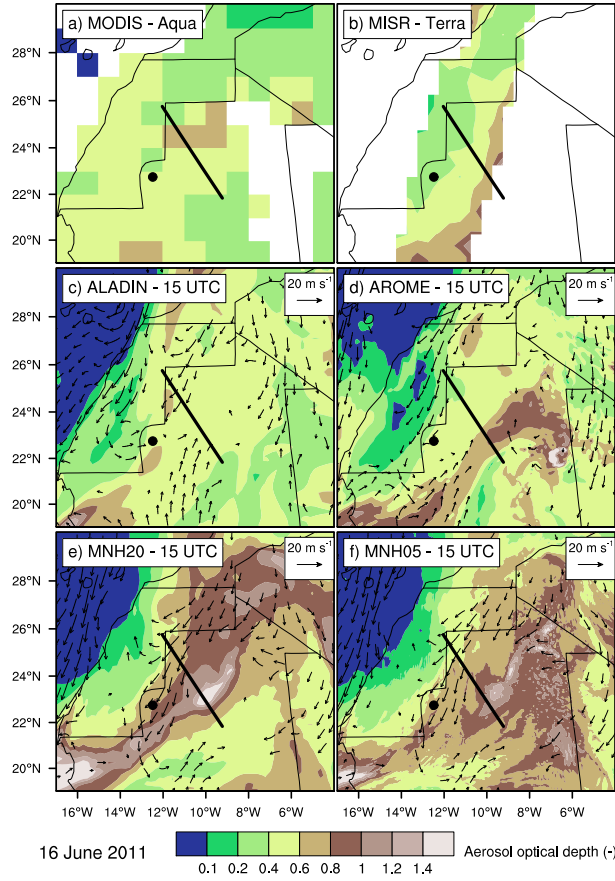 a) MODIS - Aqua
b) MISR - Terra
28°N
26°N
24°N
22°N
20°N
c) ALADIN - 15 UTC
20 m s-1
d) AROME - 15 UTC
20 m s-1
28°N
26°N
24°N
22°N
20°N
e) MNH20 - 15 UTC
20 m s-1
f) MNH05 - 15 UTC
20 m s-1
28°N
26°N
24°N
22°N
20°N
16°W 14°W 12°W 10°W 8°W 6°W 16°W 14°W 12°W 10°W 8°W 6°W
16 June 2011
Aerosol optical depth (-)
0.1 0.2 0.4 0.6 0.8 1 1.2 1.4